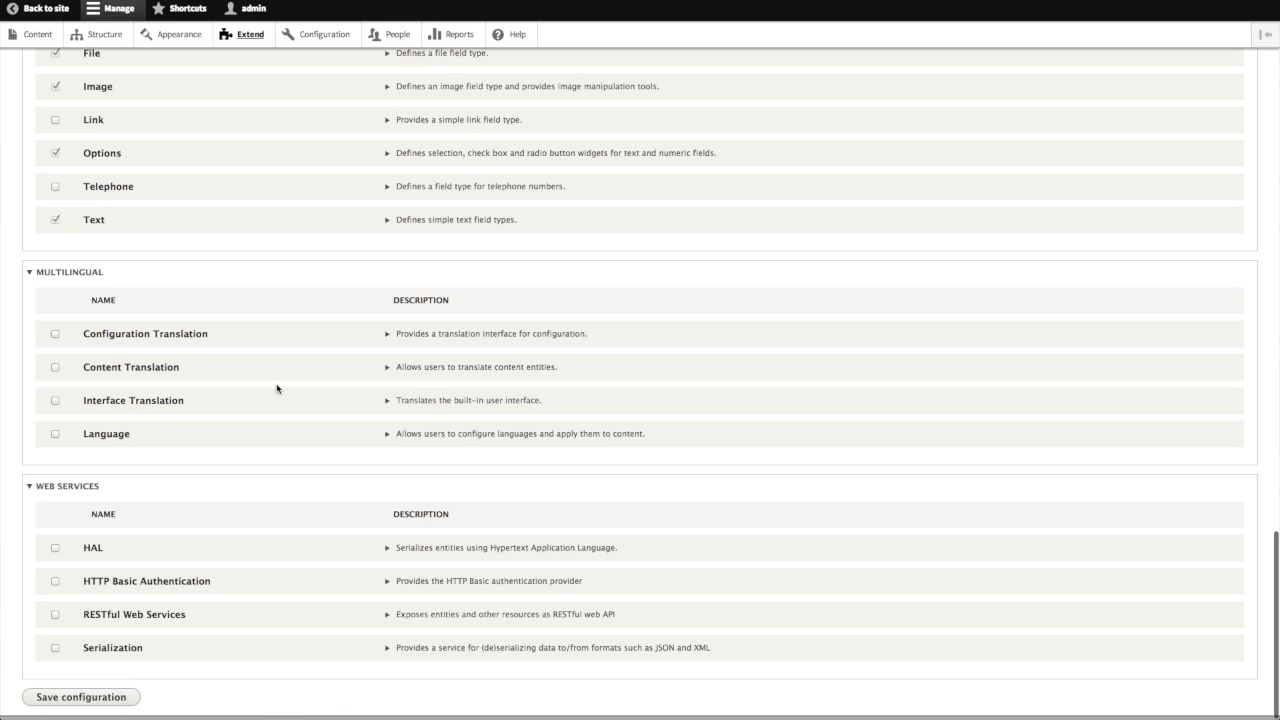 Back to site Manage Shortcuts admin
Content Structure Appearance Extend Configuration People Reports Help
File Defines a file field type.
Image Defines an image field type and provides image manipulation tools.
Link Provides a simple link field type.
Options Defines selection, check box and radio button widgets for text and numeric fields.
Telephone Defines a field type for telephone numbers.
Text Defines simple text field types.
MULTILINGUAL
NAME DESCRIPTION
Configuration Translation Provides a translation interface for configuration.
Content Translation Allows users to translate content entities.
Interface Translation Translates the built-in user interface.
Language Allows users to configure languages and apply them to content.
WEB SERVICES
NAME DESCRIPTION
HAL Serializes entities using Hypertext Application Language.
HTTP Basic Authentication Provides the HTTP Basic authentication provider
RESTful Web Services Exposes entities and other resources as RESTful web API
Serialization Provides a service for (de)serializing data to/from formats such as JSON and XML
Save configuration